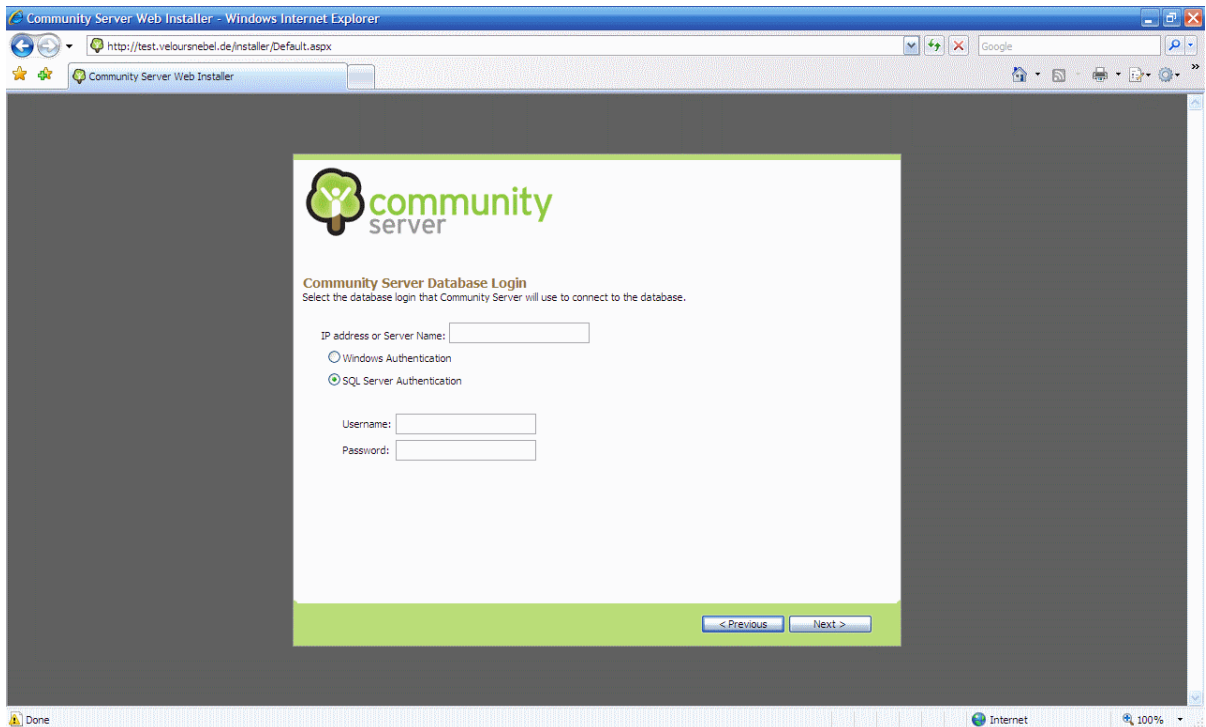 Community Server Web Installer - Windows Internet Explorer
http://test.veloursnebel.de/installer/Default.aspx
Google
Community Server Web Installer
community
server
Community Server Database Login
Select the database login that Community Server will use to connect to the database.
IP address or Server Name:
Windows Authentication
SQL Server Authentication
Username:
Password:
< Previous
Next >
Done
Internet
100%